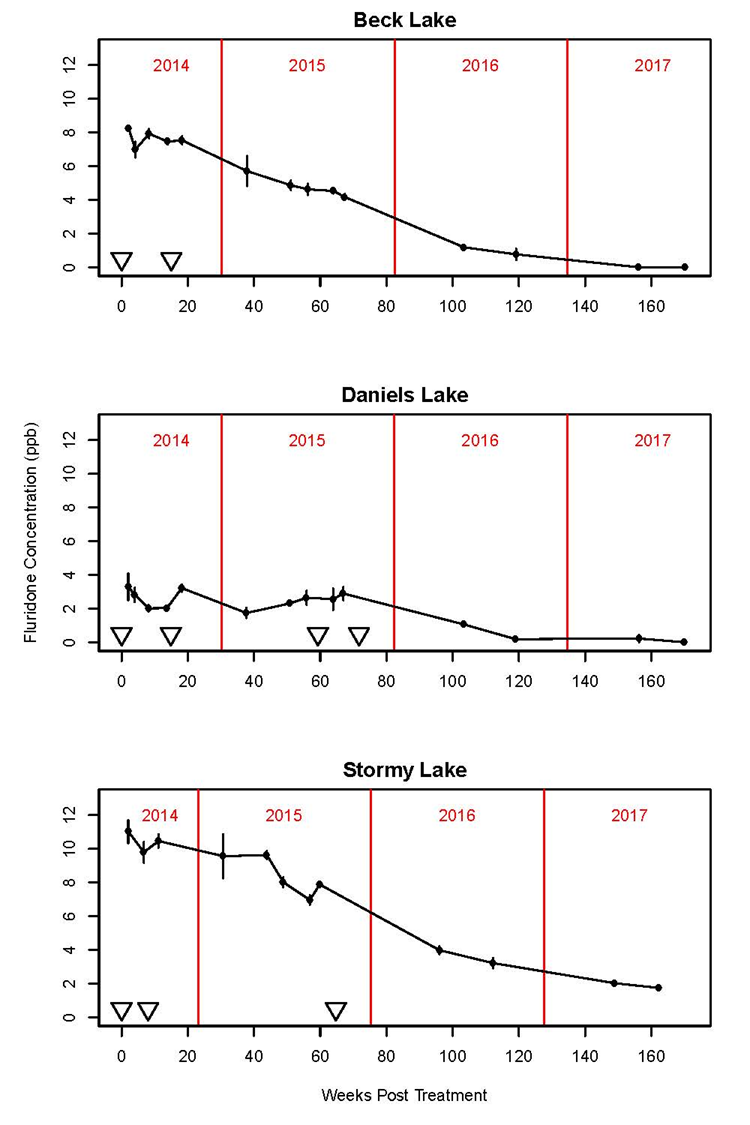 Beck Lake
2014 2015 2016 2017
12
10
8
6
4
2
0
0 20 40 60 80 100 120 140 160
Daniels Lake
Fluridone Concentration (ppb)
2014 2015 2016 2017
12
10
8
6
4
2
0
0 20 40 60 80 100 120 140 160
Stormy Lake
2014 2015 2016 2017
12
10
8
6
4
2
0
0 20 40 60 80 100 120 140 160
Weeks Post Treatment